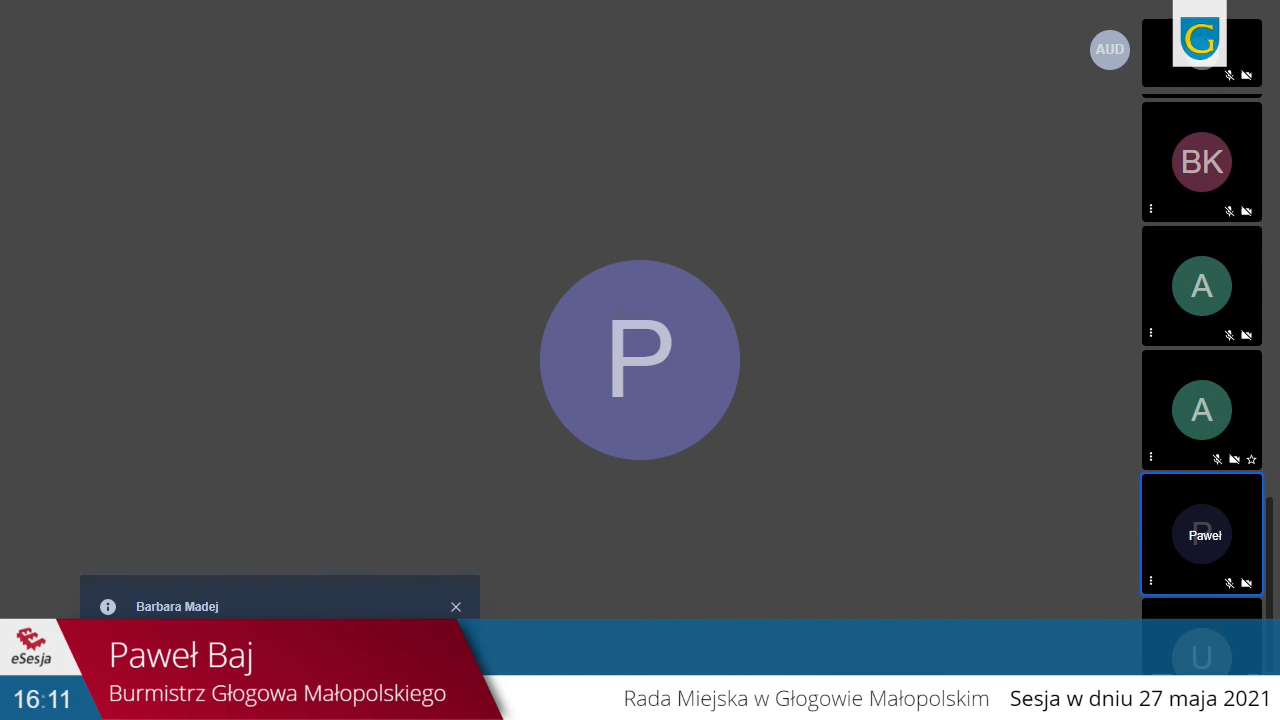 AUD
G
BK
A
A
P
P
Paweł
U
Barbara Madej
eSesja
Paweł Baj
Burmistrz Głogowa Małopolskiego
16:11
Rada Miejska w Głogowie Małopolskim Sesja w dniu 27 maja 2021